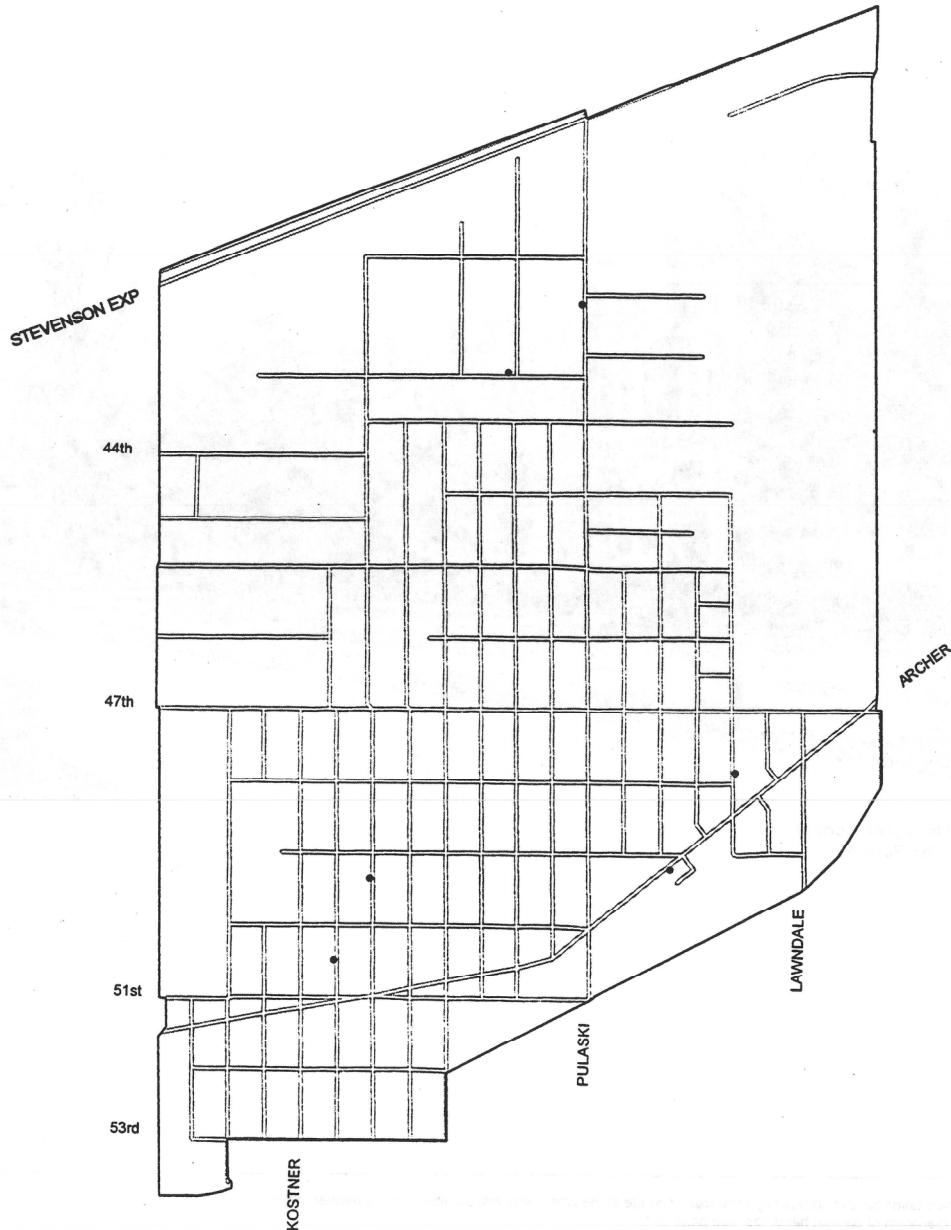 STEVENSON EXP
44th
ARCHER
47th
LAWNDALE
51st
PULASKI
53rd
KOSTNER